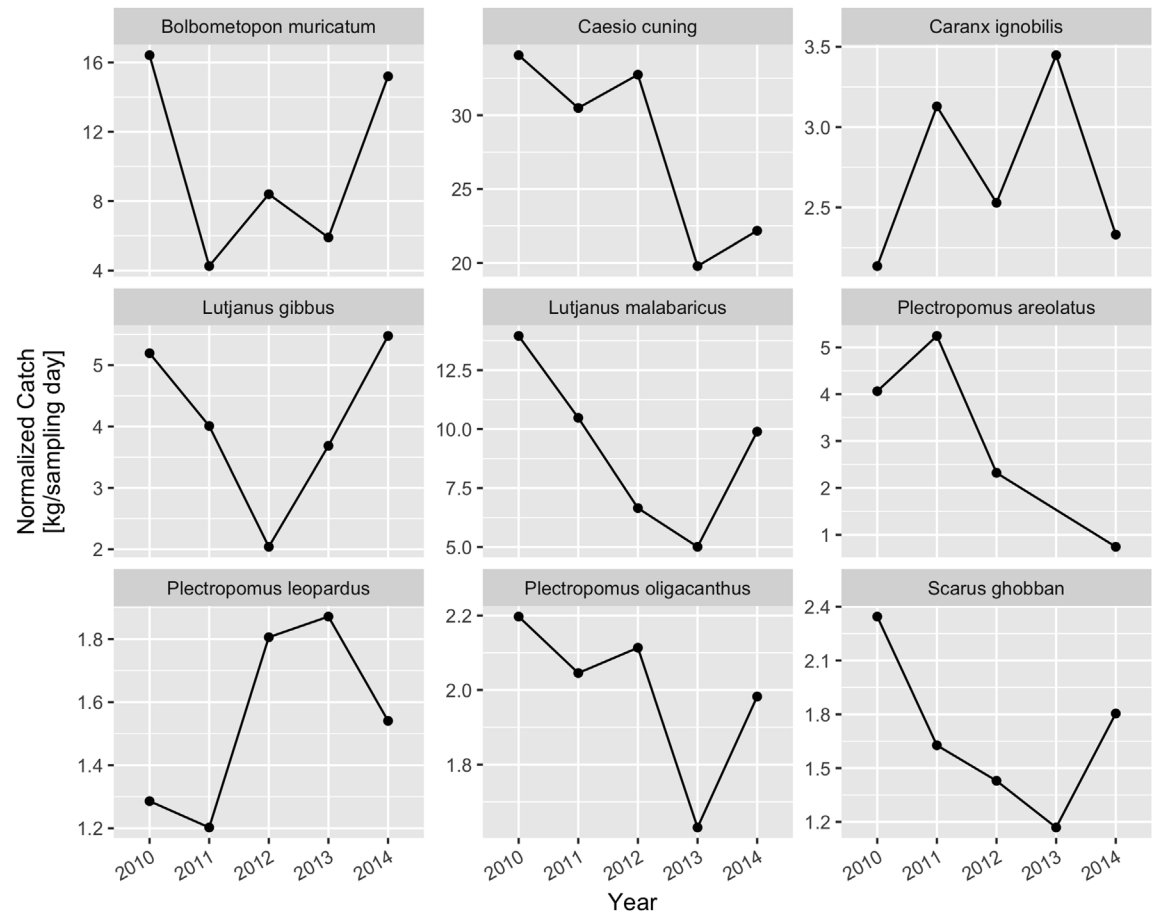 Bolbometopon muricatum
Caesio cuning
Caranx ignobilis
16
12
8
4
30
25
20
3.5
3.0
2.5
Lutjanus gibbus
Lutjanus malabaricus
Plectropomus areolatus
5
4
3
2
12.5
10.0
7.5
5.0
5
4
3
2
1
Normalized Catch
[kg/sampling day]
Plectropomus leopardus
Plectropomus oligacanthus
Scarus ghobban
1.8
1.6
1.4
1.2
2.2
2.0
1.8
2.4
2.1
1.8
1.5
1.2
2010 2011 2012 2013 2014
2010 2011 2012 2013 2014
2010 2011 2012 2013 2014
Year